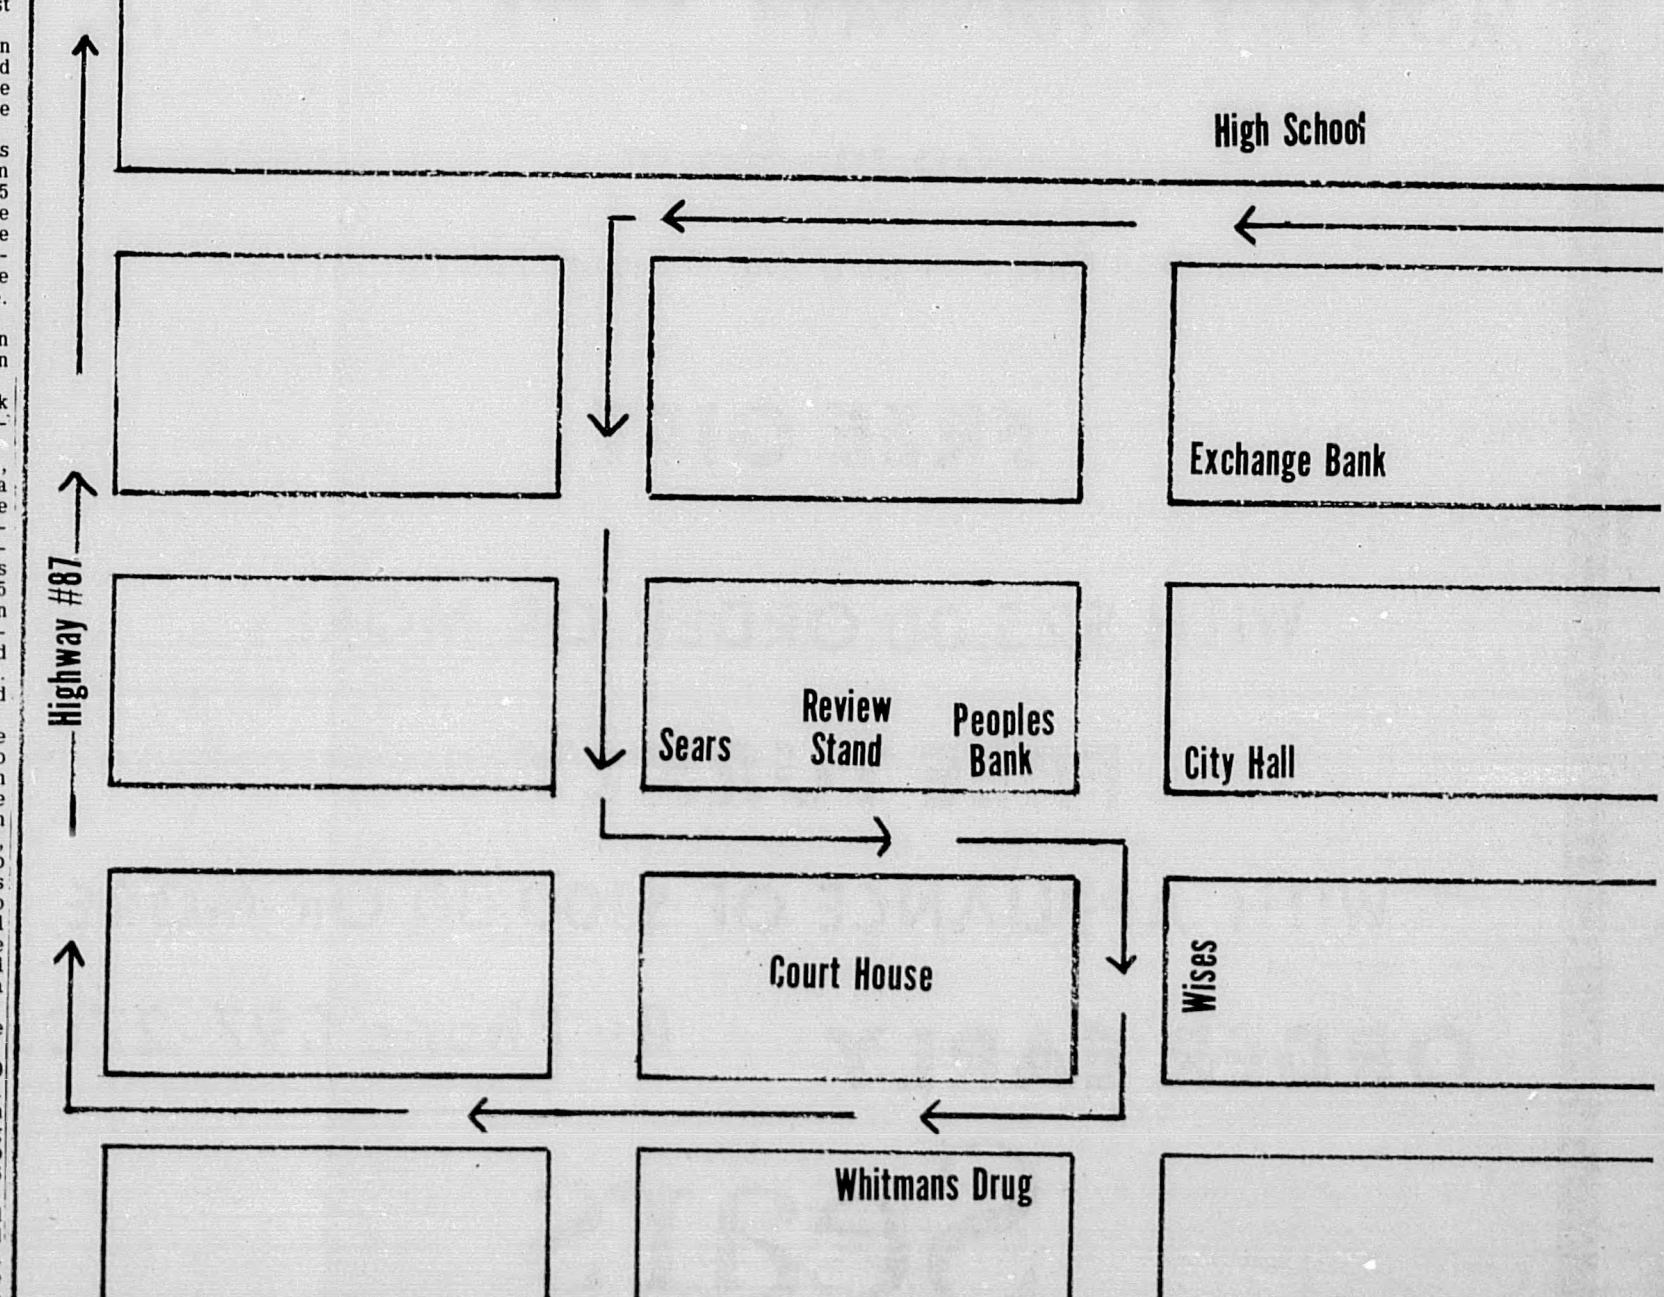 High School
Exchange Bank
Highway #87
Review
Stand
Sears
Peoples
Bank
City Hall
Court House
Wises
Whitmans Drug